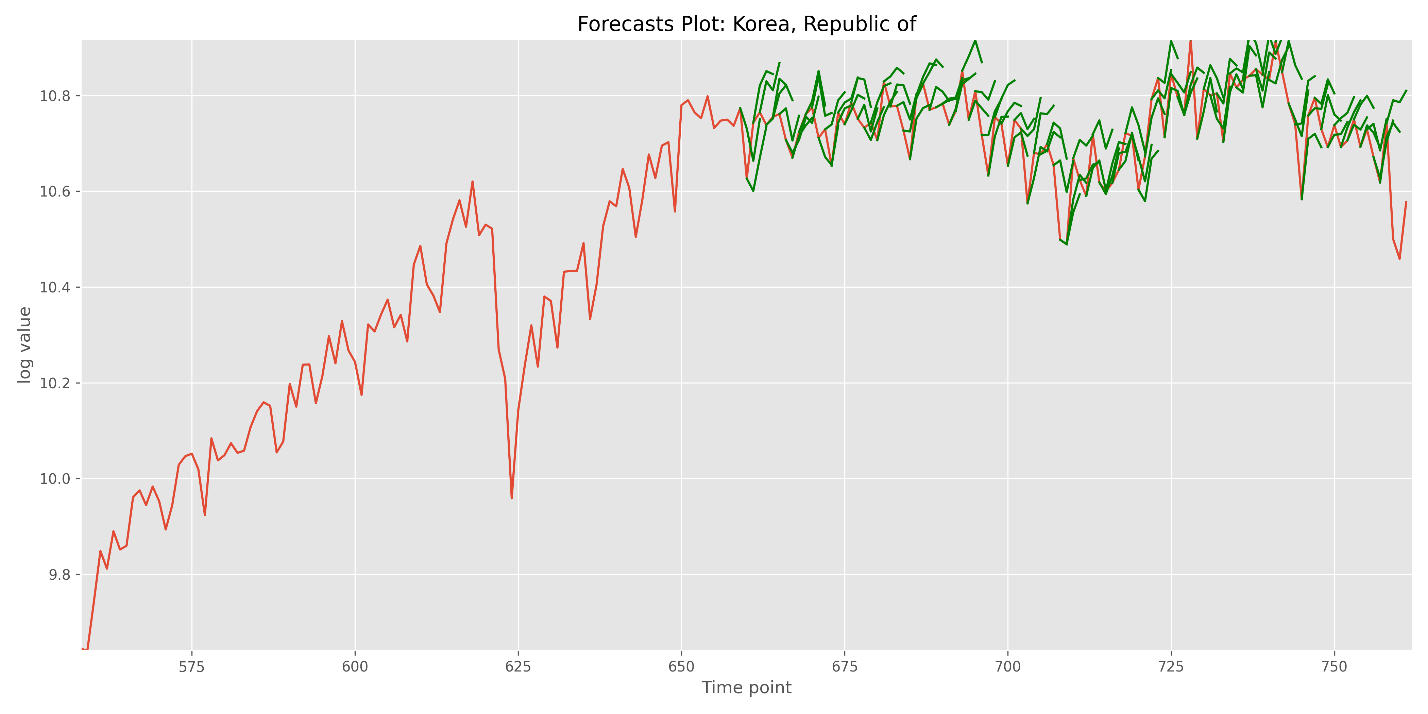 Forecasts Plot: Korea, Republic of
log value
10.8
10.6
10.4
10.2
10.0
9.8
575 600 625 650 675 700 725 750
Time point